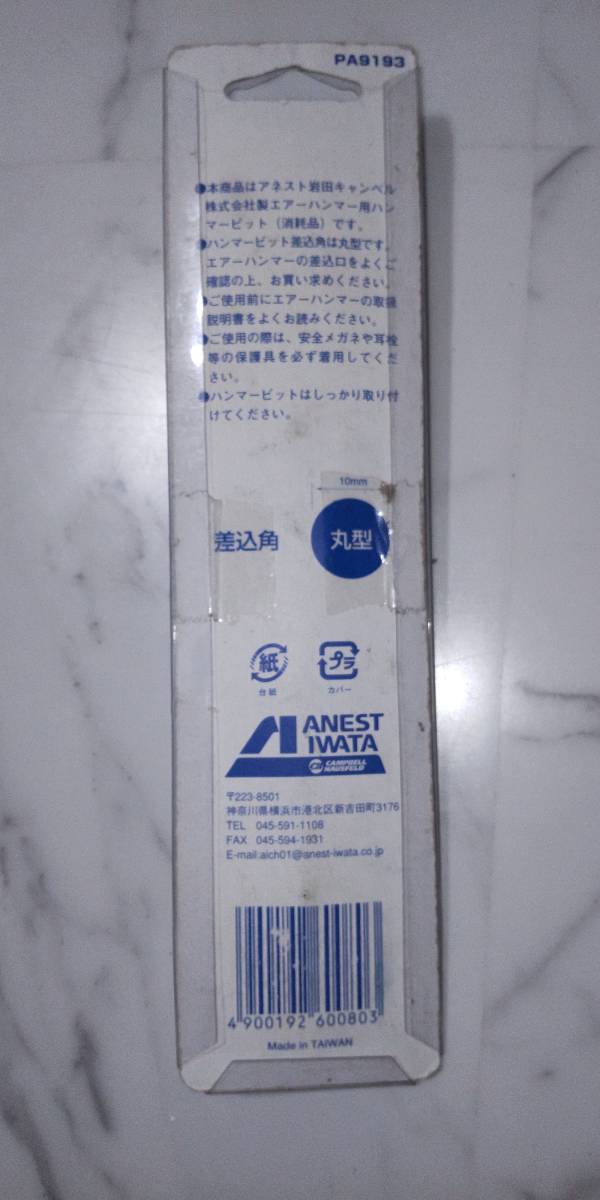 PA9193
●本商品はアネスト岩田キャンベル
株式会社製エアーハンマー用ハン
マービット（消耗品）です。
●ハンマービット差込角は丸型です。
エアーハンマーの差込口をよくご
確認の上、お買い求めください。
●ご使用前にエアーハンマーの取扱
説明書をよくお読みください。
●ご使用の際は、安全メガネや耳栓
等の保護具を必ず着用してくだ
さい。
●ハンマービットはしっかり取り付
けてください。
10mm
差込角 丸型
紙 プラ
台紙 カバー
ANEST
IWATA
CAMPBELL
HAUSFELD
〒223-8501
神奈川県横浜市港北区新吉田町3176
TEL 045-591-1108
FAX 045-594-1931
E-mail:aich01@anest-iwata.co.jp
4 900192 600803
Made in TAIWAN